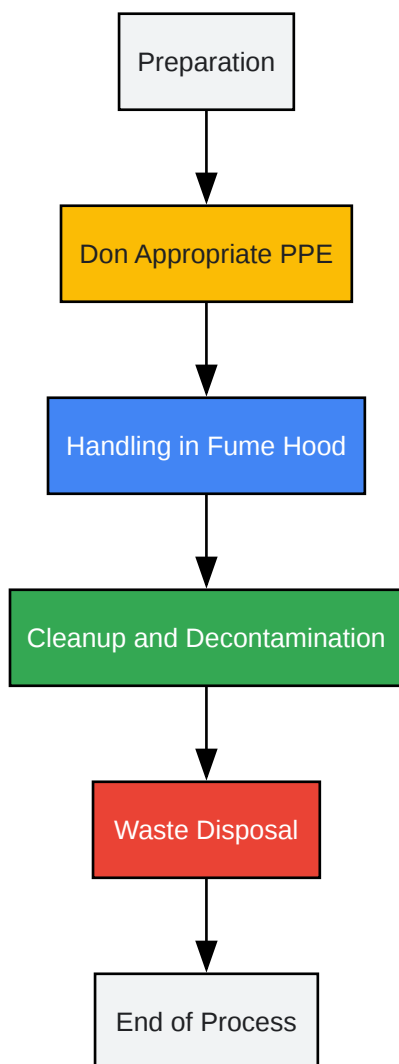 Preparation
Don Appropriate PPE
Handling in Fume Hood
Cleanup and Decontamination
Waste Disposal
End of Process